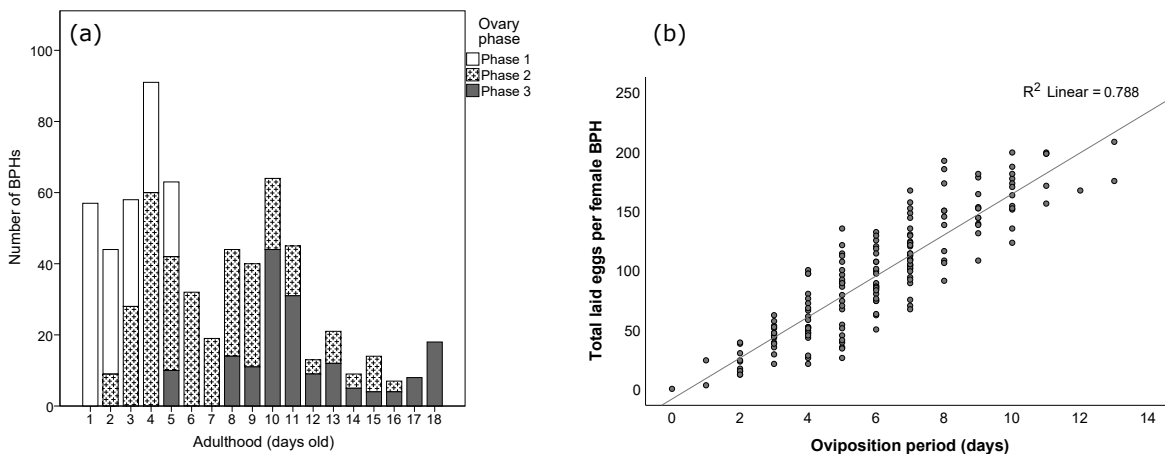 (a)
Ovary
phase
Phase 1
Phase 2
Phase 3
Number of BPHs
100
80
60
40
20
0
1 2 3 4 5 6 7 8 9 10 11 12 13 14 15 16 17 18
Adulthood (days old)
(b)
R² Linear = 0.788
Total laid eggs per female BPH
250
200
150
100
50
0
0 2 4 6 8 10 12 14
Oviposition period (days)